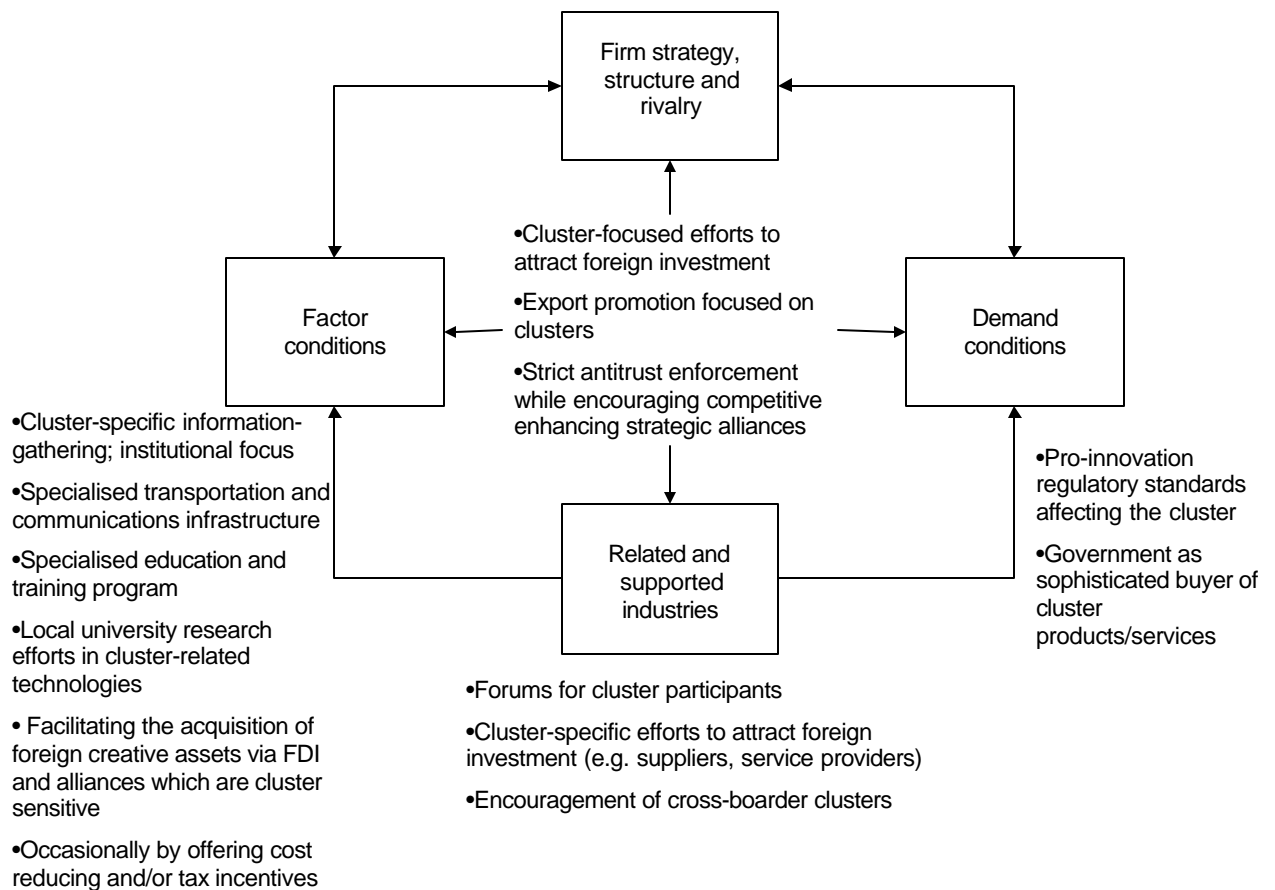 Firm strategy,
structure and
rivalry
•Cluster-focused efforts to
attract foreign investment
•Export promotion focused on
clusters
•Strict antitrust enforcement
while encouraging competitive
enhancing strategic alliances
Factor
conditions
Demand
conditions
•Cluster-specific information-
gathering; institutional focus
•Specialised transportation and
communications infrastructure
•Specialised education and
training program
•Local university research
efforts in cluster-related
technologies
• Facilitating the acquisition of
foreign creative assets via FDI
and alliances which are cluster
sensitive
•Occasionally by offering cost
reducing and/or tax incentives
Related and
supported
industries
•Pro-innovation
regulatory standards
affecting the cluster
•Government as
sophisticated buyer of
cluster
products/services
•Forums for cluster participants
•Cluster-specific efforts to attract foreign
investment (e.g. suppliers, service providers)
•Encouragement of cross-boarder clusters